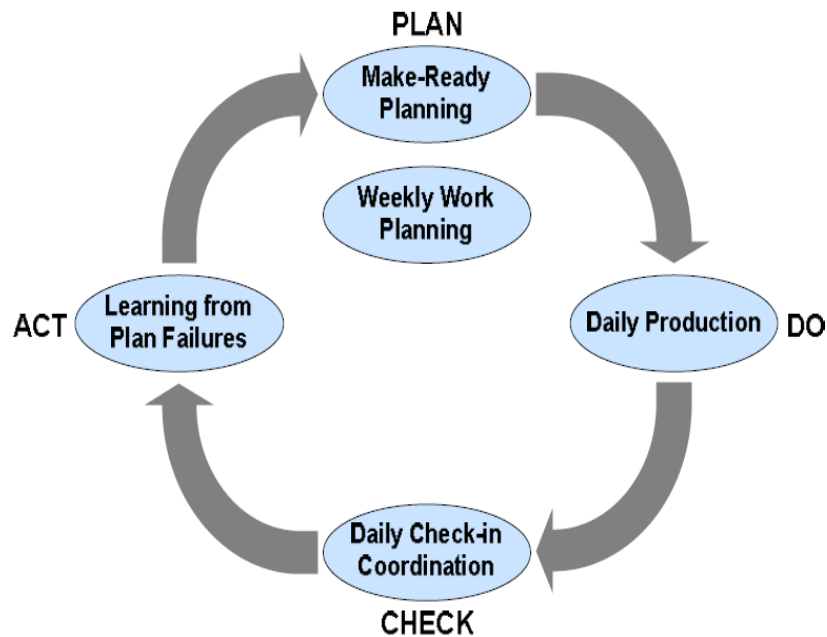 PLAN
Make-Ready
Planning
Weekly Work
Planning
Learning from
Plan Failures
ACT
Daily Production
DO
Daily Check-in
Coordination
CHECK